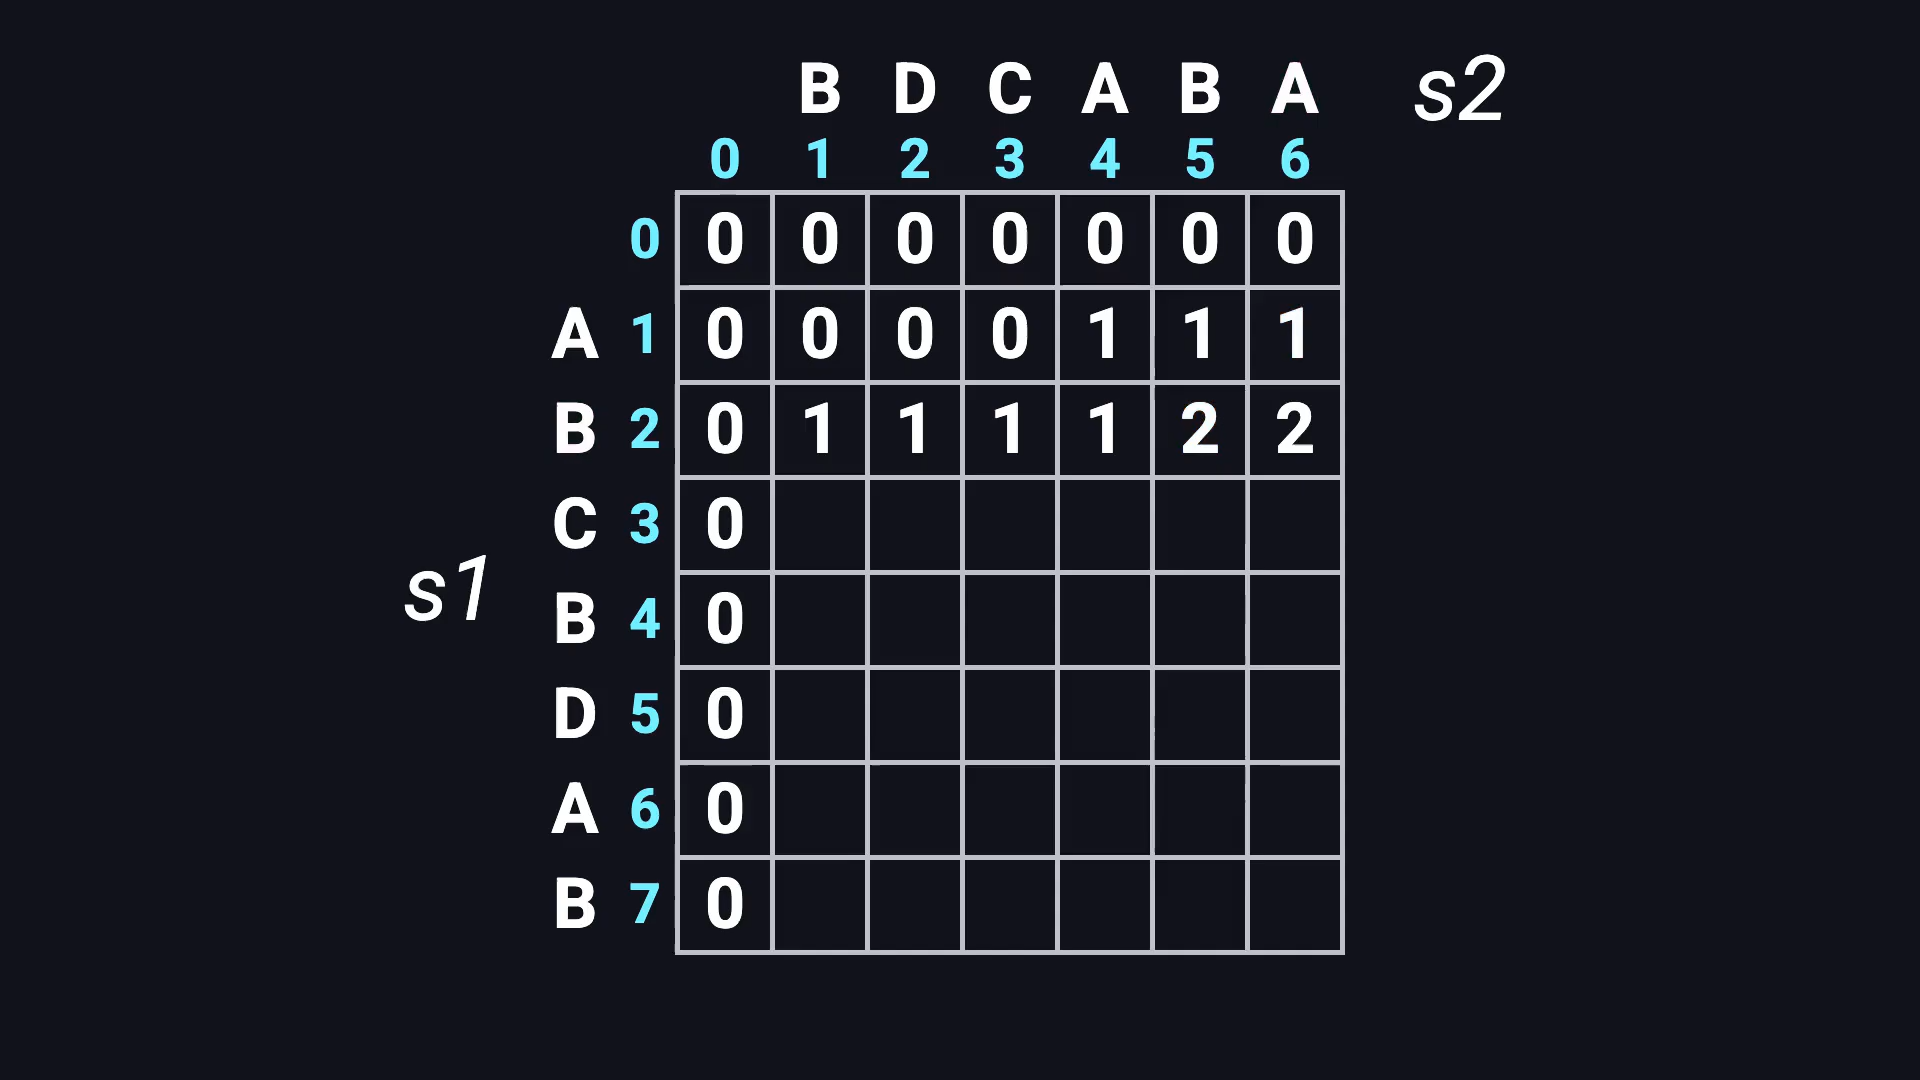 B D C A B A s2
0 1 2 3 4 5 6
0 0 0 0 0 0 0 0
A 1 0 0 0 0 1 1 1
B 2 0 1 1 1 1 2 2
C 3 0
s1
B 4 0
D 5 0
A 6 0
B 7 0